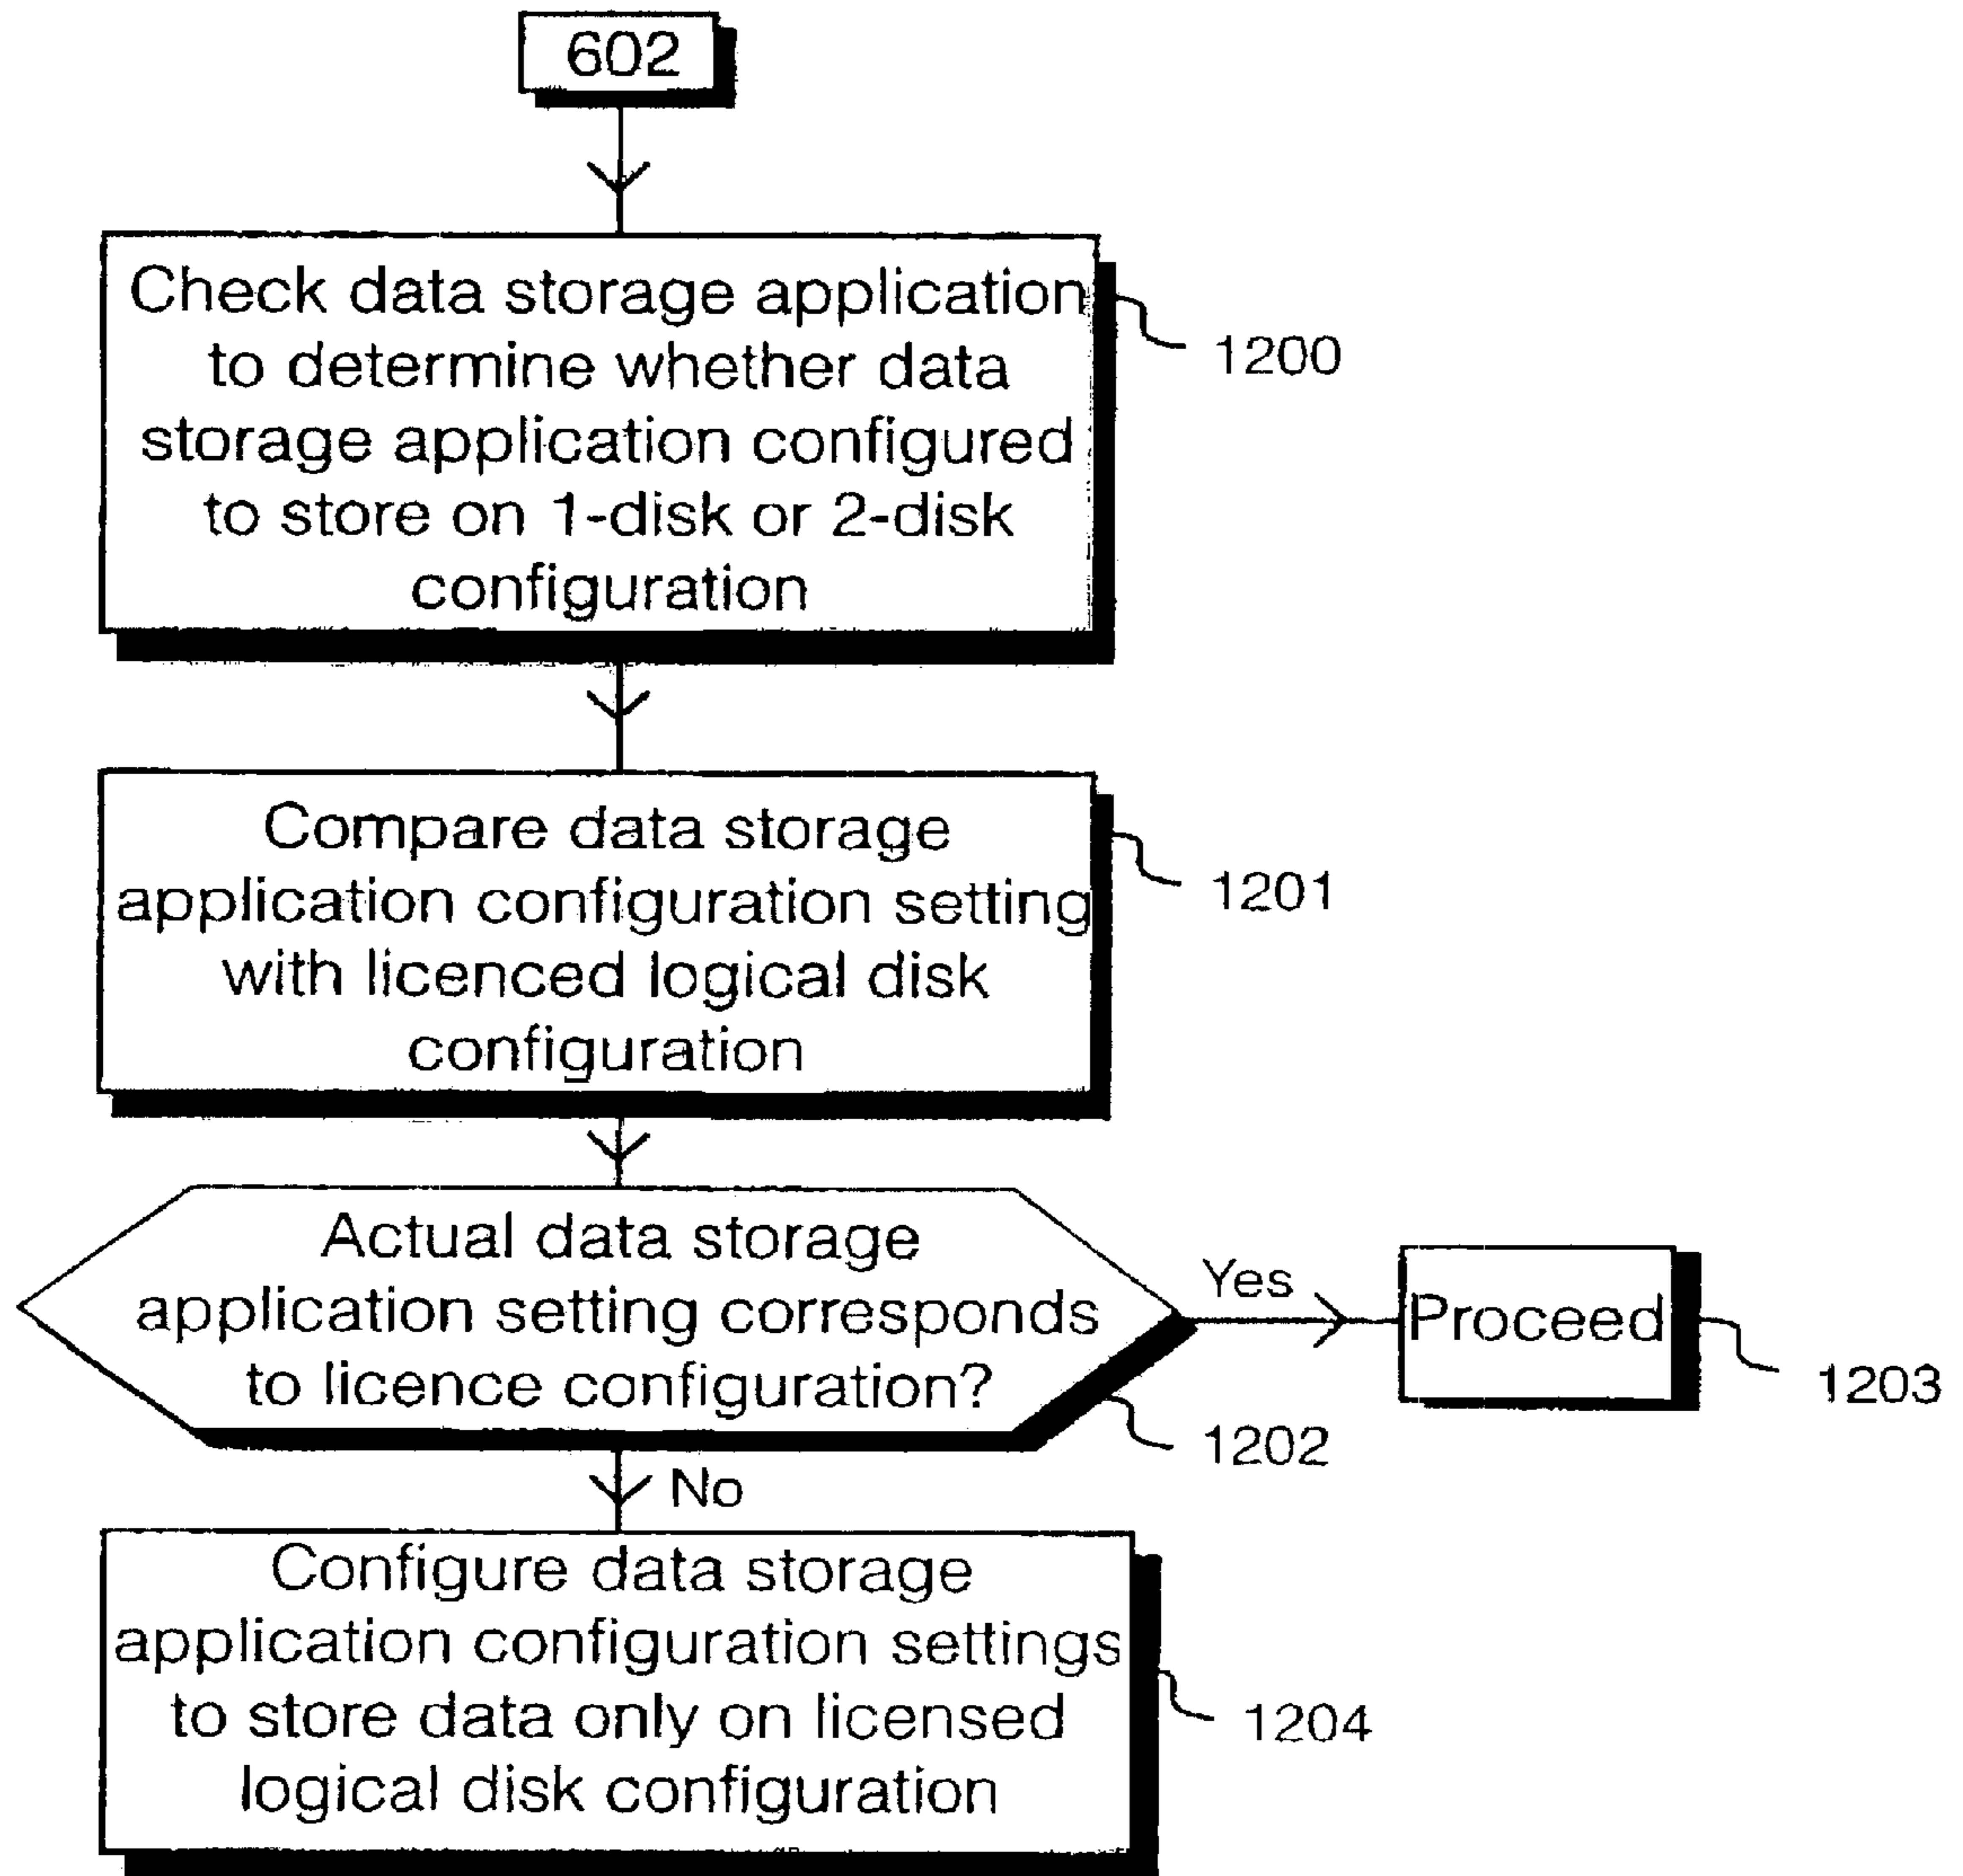 602
Check data storage application
to determine whether data
storage application configured
to store on 1-disk or 2-disk
configuration
1200
Compare data storage
application configuration setting
with licenced logical disk
configuration
1201
Actual data storage
application setting corresponds
to licence configuration?
1202
Yes
Proceed
1203
No
Configure data storage
application configuration settings
to store data only on licensed
logical disk configuration
1204